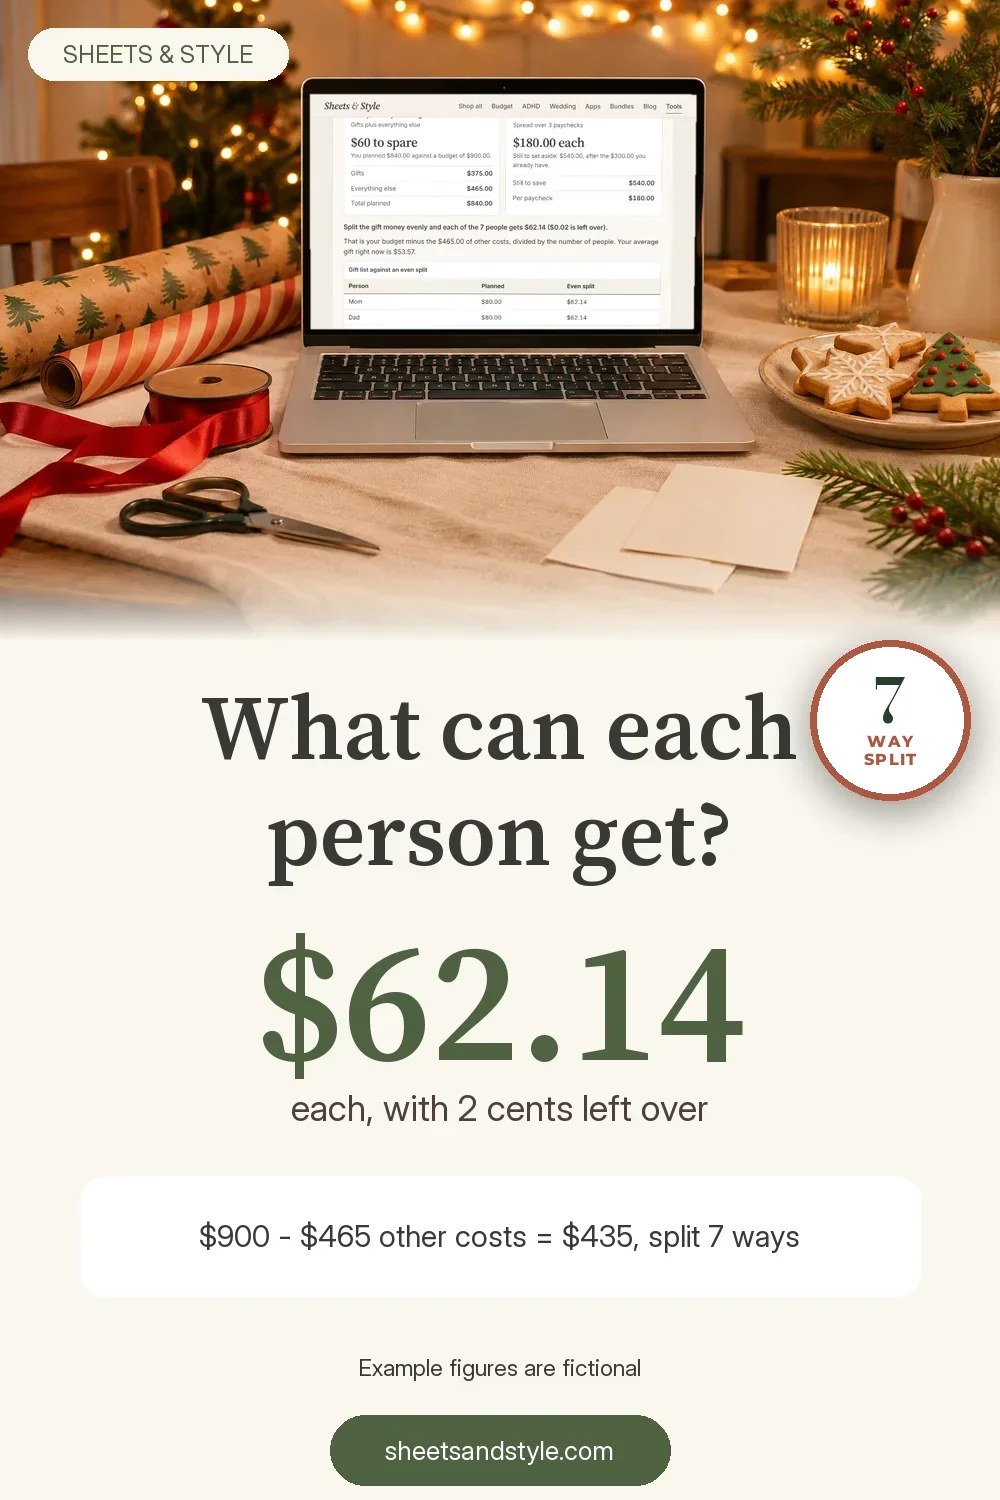 SHEETS & STYLE
Sheets & Style
Shop all Budget ADHD Wedding Apps Bundles Blog Tools
Gifts plus everything else
$60 to spare
You planned $840.00 against a budget of $900.00.
Gifts $375.00
Everything else $465.00
Total planned $840.00
Spread over 3 paychecks
$180.00 each
Still to set aside: $540.00, after the $300.00 you
already have.
Still to save $540.00
Per paycheck $180.00
Split the gift money evenly and each of the 7 people gets $62.14 ($0.02 is left over).
That is your budget minus the $465.00 of other costs, divided by the number of people. Your average
gift right now is $53.57.
Gift list against an even split
Person Planned Even split
Mom $80.00 $62.14
Dad $80.00 $62.14
What can each
person get?
7
WAY
SPLIT
$62.14
each, with 2 cents left over
$900 - $465 other costs = $435, split 7 ways
Example figures are fictional
sheetsandstyle.com